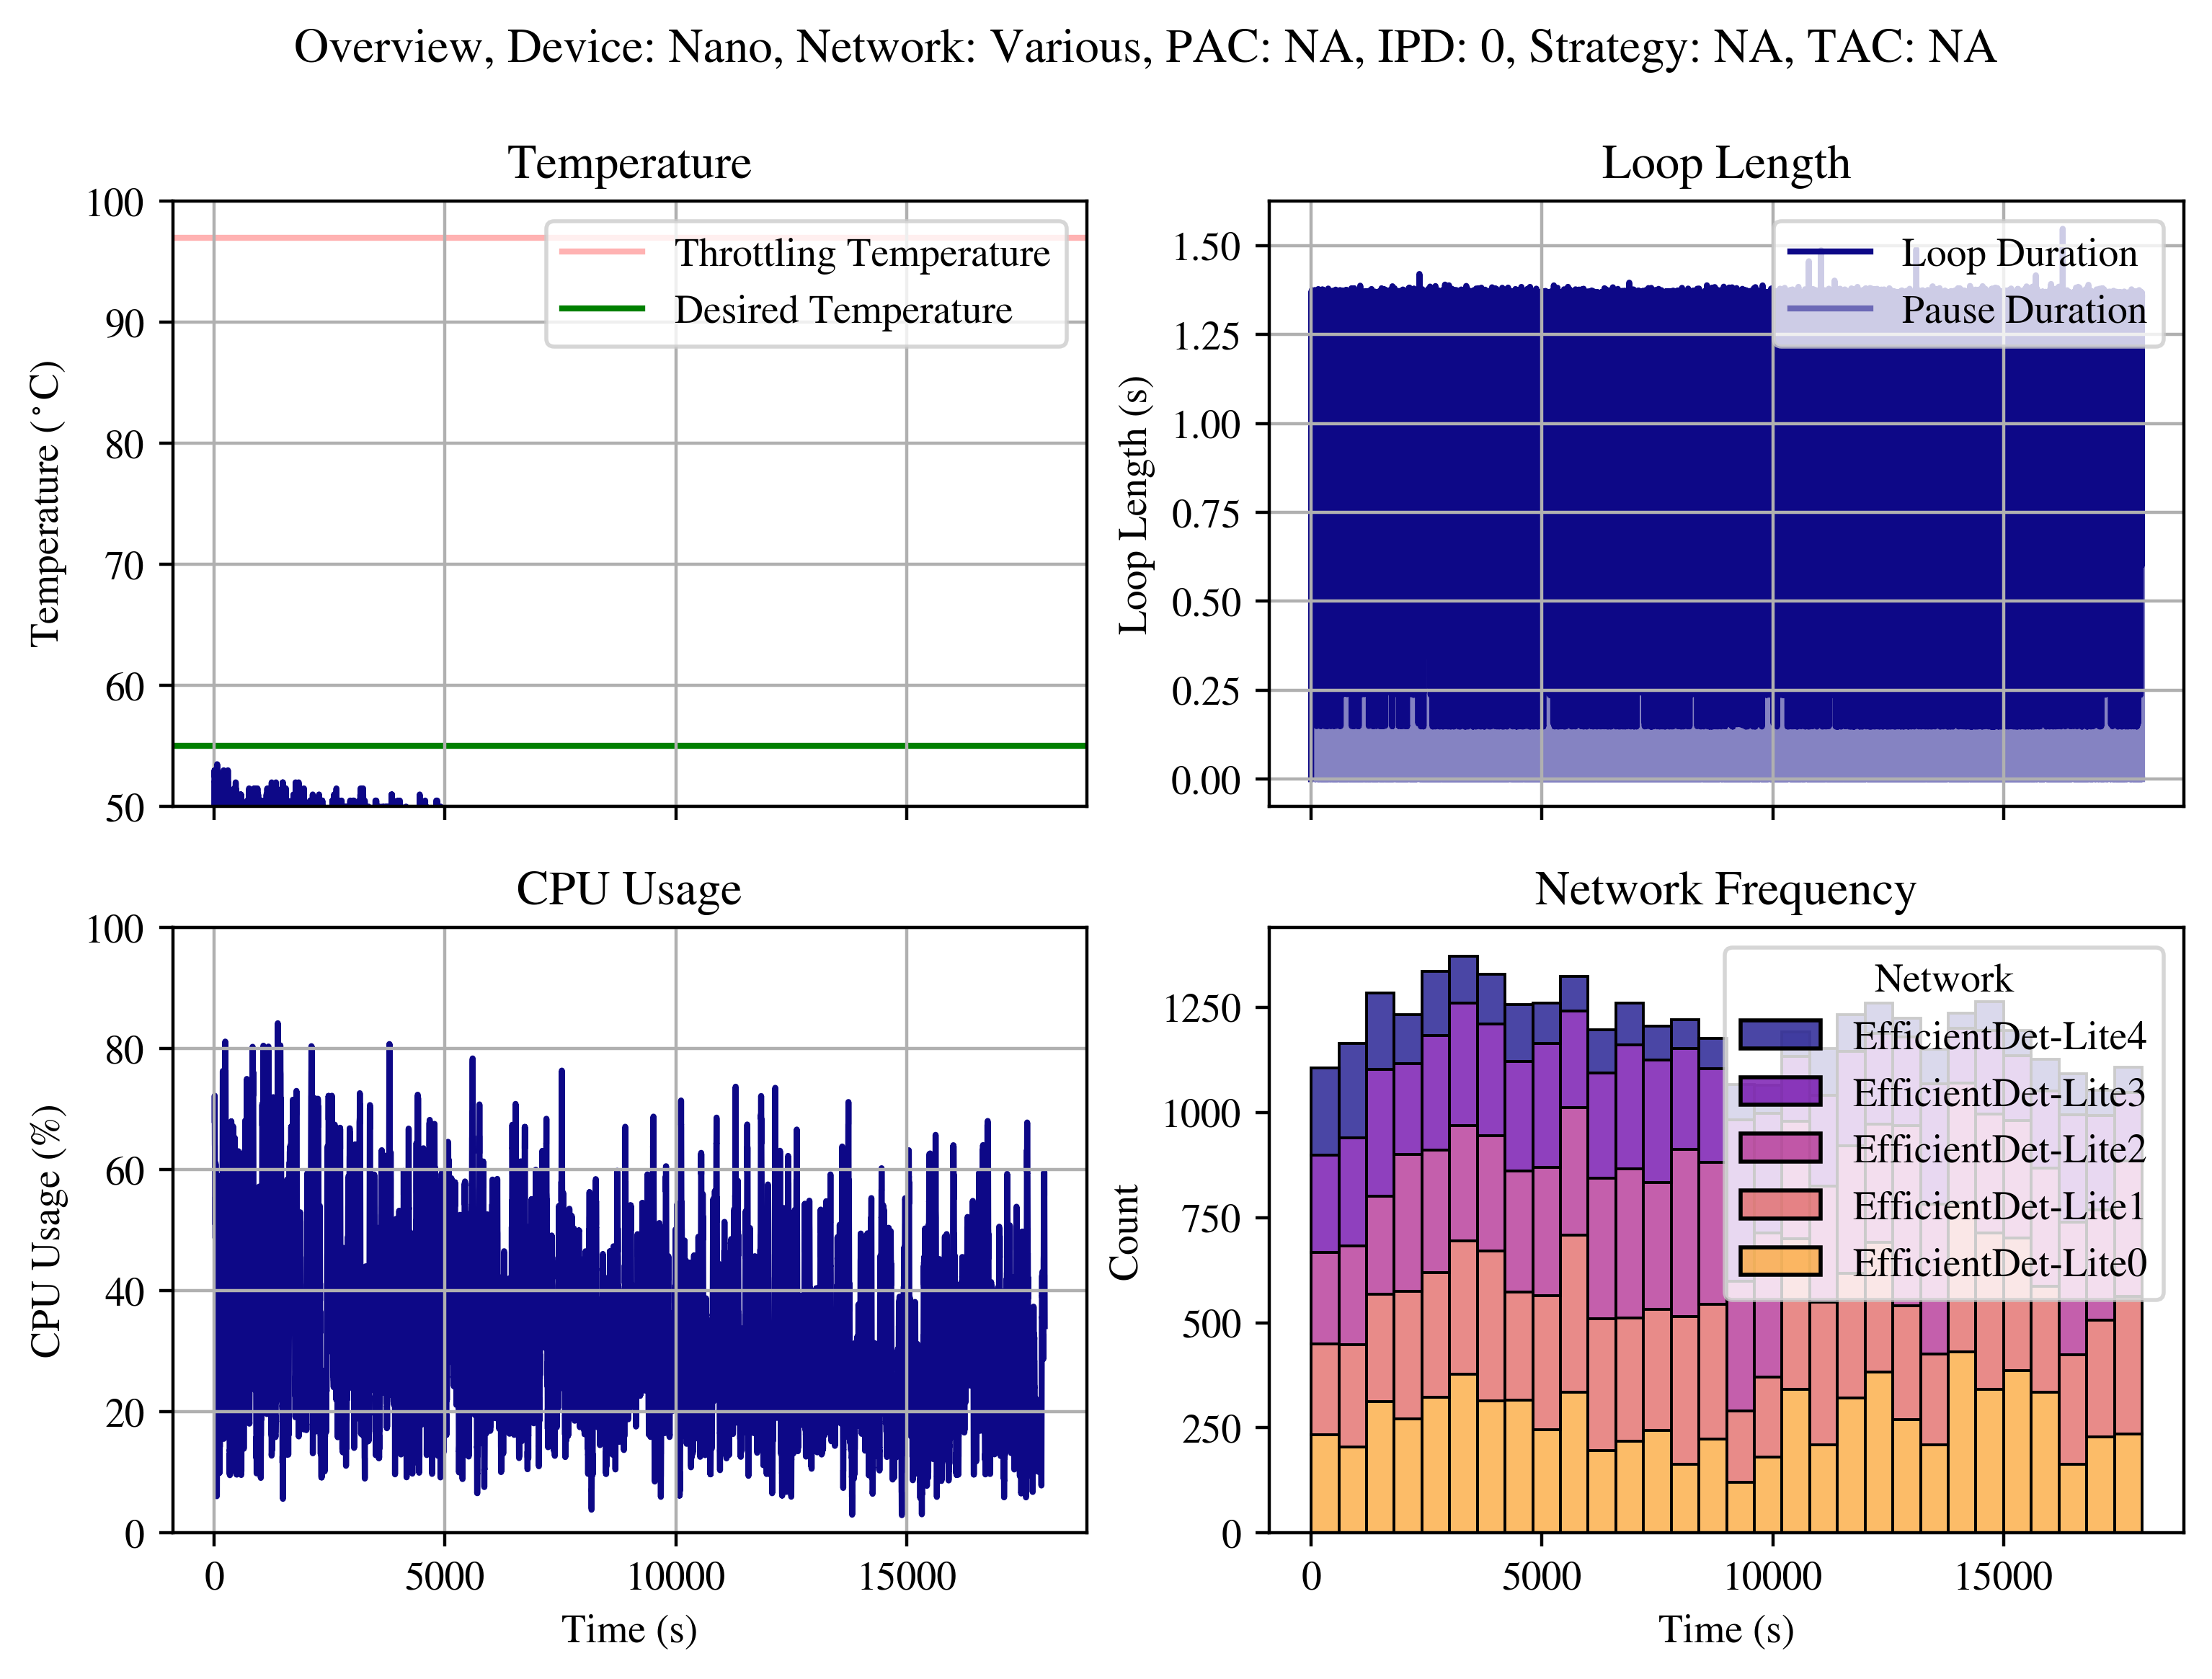 Overview, Device: Nano, Network: Various, PAC: NA, IPD: 0, Strategy: NA, TAC: NA
Temperature
100
90
80
70
60
50
Temperature (°C)
Throttling Temperature
Desired Temperature
Loop Length
1.50
1.25
1.00
0.75
0.50
0.25
0.00
Loop Length (s)
Loop Duration
Pause Duration
CPU Usage
100
80
60
40
20
0
CPU Usage (%)
0
5000
10000
15000
Time (s)
Network Frequency
1250
1000
750
500
250
0
Count
Network
EfficientDet-Lite4
EfficientDet-Lite3
EfficientDet-Lite2
EfficientDet-Lite1
EfficientDet-Lite0
0
5000
10000
15000
Time (s)